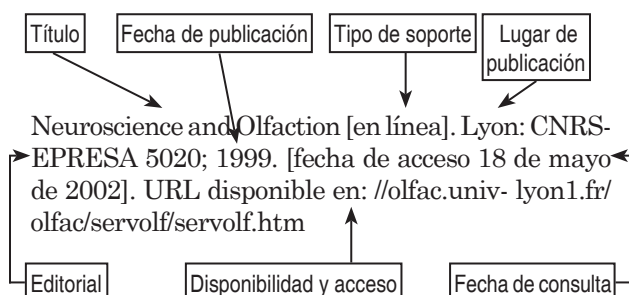 Título
Fecha de publicación
Tipo de soporte
Lugar de
publicación
Neuroscience and Olfaction [en línea]. Lyon: CNRS-
EPRESA 5020; 1999. [fecha de acceso 18 de mayo
de 2002]. URL disponible en: //olfac.univ- lyon1.fr/
olfac/servolf/servolf.htm
Editorial
Disponibilidad y acceso
Fecha de consulta